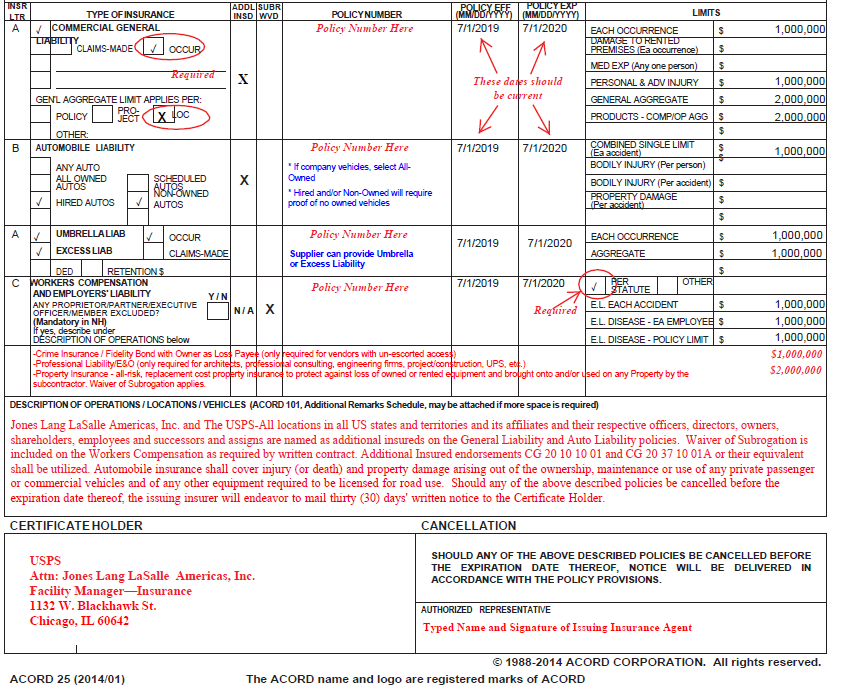 INSR LTR TYPE OF INSURANCE ADDL INSD SUBR WVD POLICY NUMBER POLICY EFF (MM/DD/YYYY) POLICY EXP (MM/DD/YYYY) LIMITS
A √ COMMERCIAL GENERAL LIABILITY Policy Number Here 7/1/2019 7/1/2020 EACH OCCURRENCE $ 1,000,000
CLAIMS-MADE √ OCCUR DAMAGE TO RENTED PREMISES (Ea occurrence) $
MED EXP (Any one person) $
Required X These dates should be current PERSONAL & ADV INJURY $ 1,000,000
GEN'L AGGREGATE LIMIT APPLIES PER: GENERAL AGGREGATE $ 2,000,000
POLICY PRO-JECT X LOC PRODUCTS - COMP/OP AGG $ 2,000,000
OTHER: $
B AUTOMOBILE LIABILITY Policy Number Here 7/1/2019 7/1/2020 COMBINED SINGLE LIMIT (Ea accident) $ 1,000,000
ANY AUTO * If company vehicles, select All-Owned BODILY INJURY (Per person) $
ALL OWNED AUTOS SCHEDULED AUTOS X BODILY INJURY (Per accident) $
√ HIRED AUTOS √ NON-OWNED AUTOS * Hired and/or Non-Owned will require proof of no owned vehicles PROPERTY DAMAGE (Per accident) $
$
A √ UMBRELLA LIAB √ OCCUR Policy Number Here 7/1/2019 7/1/2020 EACH OCCURRENCE $ 1,000,000
√ EXCESS LIAB CLAIMS-MADE Supplier can provide Umbrella or Excess Liability AGGREGATE $ 1,000,000
DED RETENTION $ $
C WORKERS COMPENSATION AND EMPLOYERS' LIABILITY Y / N Policy Number Here 7/1/2019 7/1/2020 √ PER STATUTE OTHER
ANY PROPRIETOR/PARTNER/EXECUTIVE OFFICER/MEMBER EXCLUDED? N / A X Required E.L. EACH ACCIDENT $ 1,000,000
(Mandatory in NH) E.L. DISEASE - EA EMPLOYEE $ 1,000,000
If yes, describe under
DESCRIPTION OF OPERATIONS below E.L. DISEASE - POLICY LIMIT $ 1,000,000
-Crime Insurance / Fidelity Bond with Owner as Loss Payee (only required for vendors with un-escorted access) $1,000,000
-Professional Liability/E&O (only required for architects, professional consulting, engineering firms, project/construction, UPS, etc.)
-Property Insurance - all-risk, replacement cost property insurance to protect against loss of owned or rented equipment and brought onto and/or used on any Property by the $2,000,000
subcontractor. Waiver of Subrogation applies.
DESCRIPTION OF OPERATIONS / LOCATIONS / VEHICLES (ACORD 101, Additional Remarks Schedule, may be attached if more space is required)
Jones Lang LaSalle Americas, Inc. and The USPS-All locations in all US states and territories and its affiliates and their respective officers, directors, owners,
shareholders, employees and successors and assigns are named as additional insureds on the General Liability and Auto Liability policies. Waiver of Subrogation is
included on the Workers Compensation as required by written contract. Additional Insured endorsements CG 20 10 10 01 and CG 20 37 10 01A or their equivalent
shall be utilized. Automobile insurance shall cover injury (or death) and property damage arising out of the ownership, maintenance or use of any private passenger
or commercial vehicles and of any other equipment required to be licensed for road use. Should any of the above described policies be cancelled before the
expiration date thereof, the issuing insurer will endeavor to mail thirty (30) days' written notice to the Certificate Holder.
CERTIFICATE HOLDER
USPS
Attn: Jones Lang LaSalle Americas, Inc.
Facility Manager—Insurance
1132 W. Blackhawk St.
Chicago, IL 60642
CANCELLATION
SHOULD ANY OF THE ABOVE DESCRIBED POLICIES BE CANCELLED BEFORE
THE EXPIRATION DATE THEREOF, NOTICE WILL BE DELIVERED IN
ACCORDANCE WITH THE POLICY PROVISIONS.
AUTHORIZED REPRESENTATIVE
Typed Name and Signature of Issuing Insurance Agent
© 1988-2014 ACORD CORPORATION. All rights reserved.
ACORD 25 (2014/01) The ACORD name and logo are registered marks of ACORD